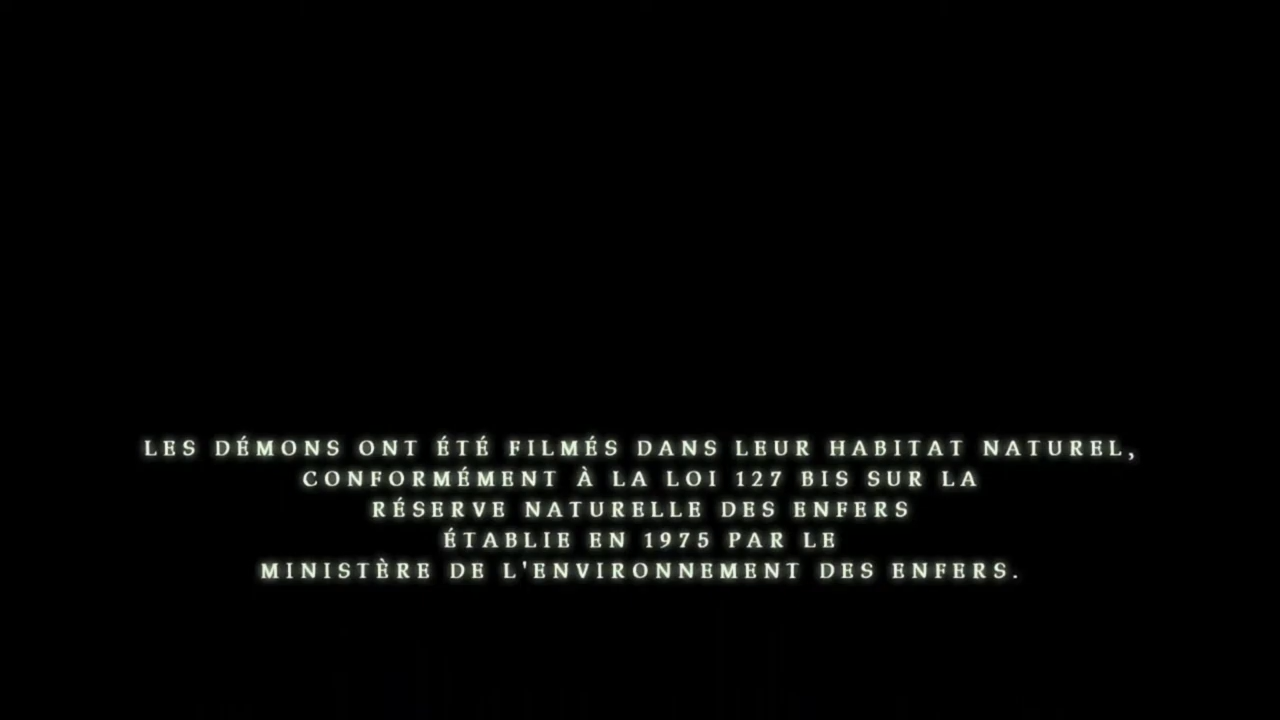 LES DÉMONS ONT ÉTÉ FILMÉS DANS LEUR HABITAT NATUREL,
CONFORMÉMENT À LA LOI 127 BIS SUR LA
RÉSERVE NATURELLE DES ENFERS
ÉTABLIE EN 1975 PAR LE
MINISTÈRE DE L'ENVIRONNEMENT DES ENFERS.